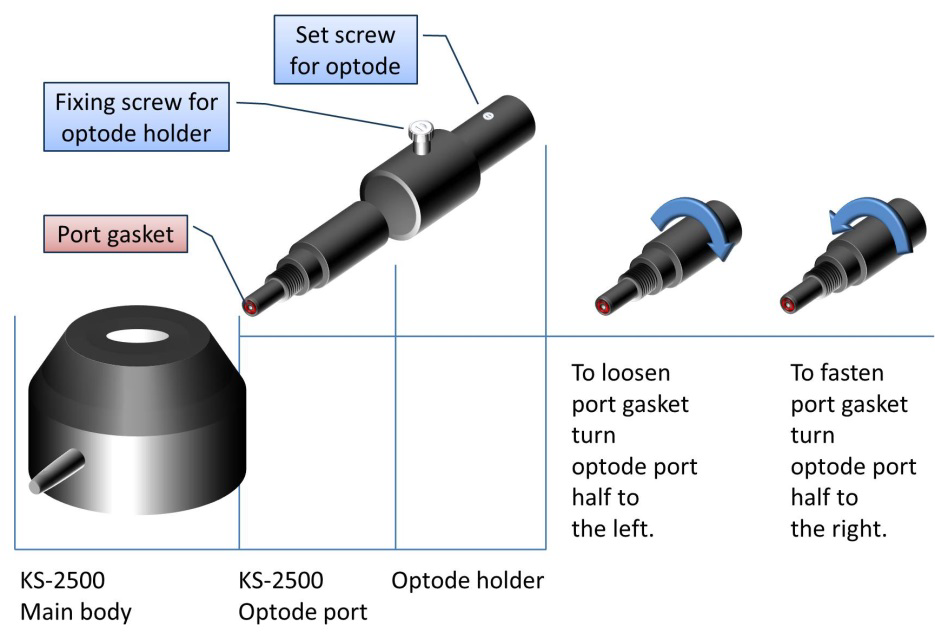 Set screw
for optode
Fixing screw for
optode holder
Port gasket
To loosen
port gasket
turn
optode port
half to
the left.
To fasten
port gasket
turn
optode port
half to
the right.
KS-2500
Main body
KS-2500
Optode port
Optode holder